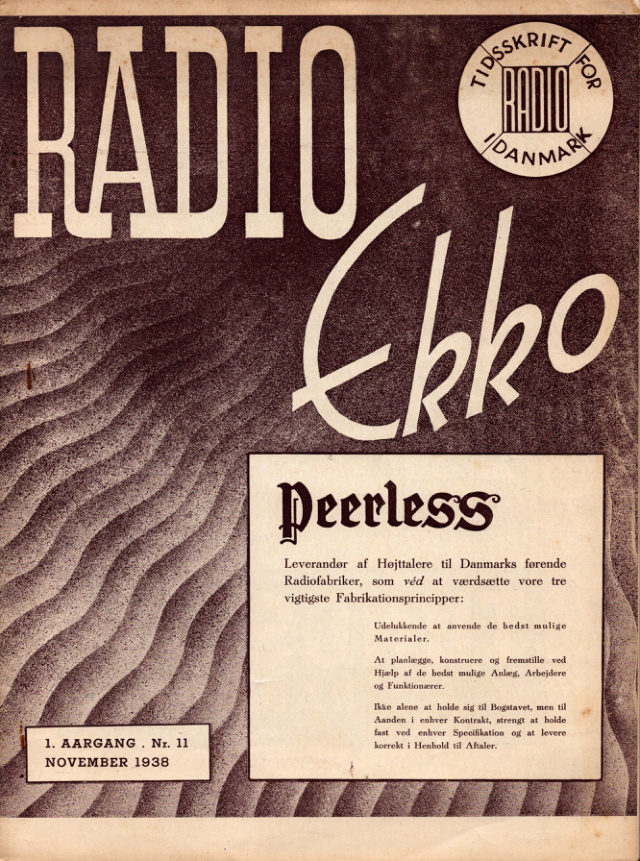 RADIO
Ekko
TIDSSKRIFT FOR
RADIO
I DANMARK
Peerless
Leverandør af Højttalere til Danmarks førende
Radiofabriker, som véd at værdsætte vore tre
vigtigste Fabrikationsprincipper:
Udelukkende at anvende de bedst mulige
Materialer.
At planlægge, konstruere og fremstille ved
Hjælp af de bedst mulige Anlæg, Arbejdere
og Funktionærer.
Ikke alene at holde sig til Bogstavet, men til
Aanden i enhver Kontrakt, strengt at holde
fast ved enhver Specifikation og at levere
korrekt i Henhold til Aftaler.
1. AARGANG . Nr. 11
NOVEMBER 1938